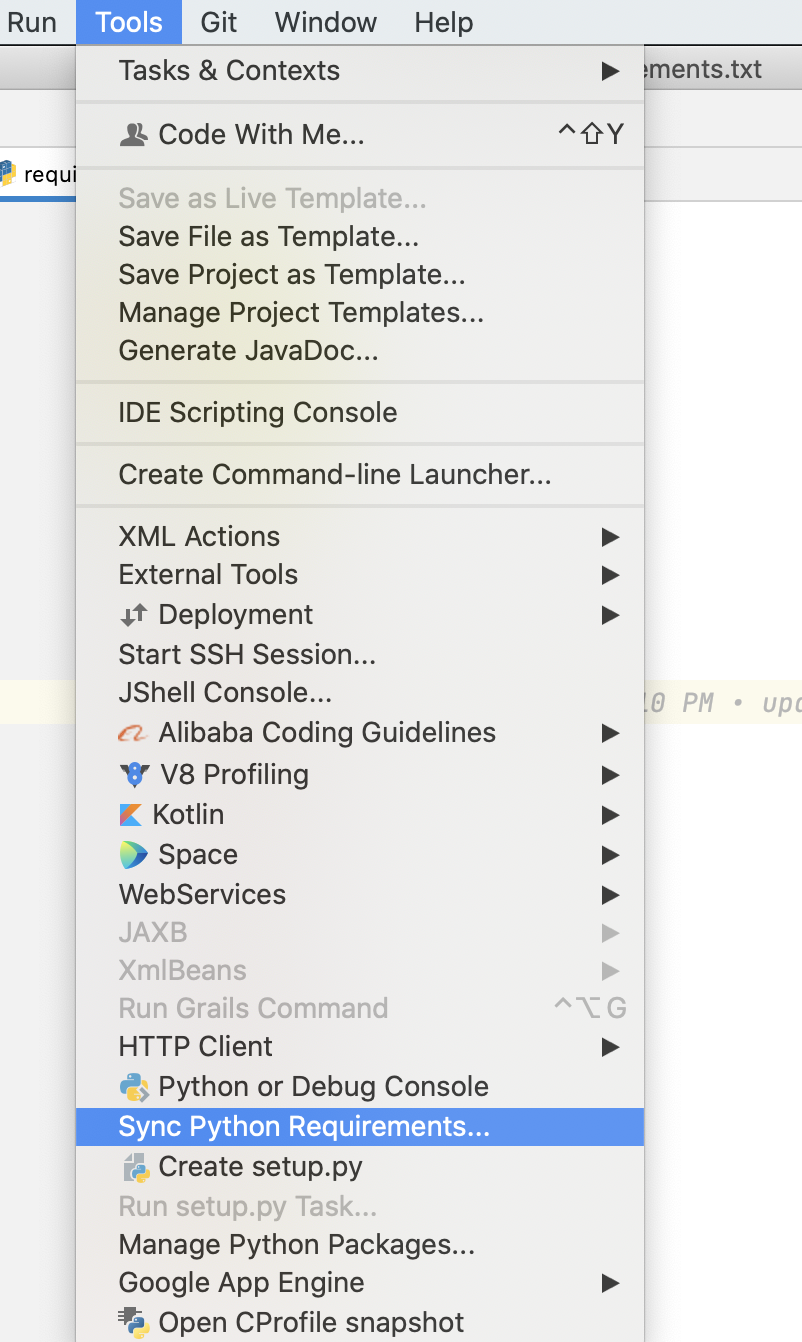 Run Tools Git Window Help
Tasks & Contexts
ements.txt
Code With Me... ^⇧Y
requi
Save as Live Template...
Save File as Template...
Save Project as Template...
Manage Project Templates...
Generate JavaDoc...
IDE Scripting Console
Create Command-line Launcher...
XML Actions
External Tools
Deployment
Start SSH Session...
JShell Console...
10 PM • upd
Alibaba Coding Guidelines
V8 Profiling
Kotlin
Space
WebServices
JAXB
XmlBeans
Run Grails Command ^⌥G
HTTP Client
Python or Debug Console
Sync Python Requirements...
Create setup.py
Run setup.py Task...
Manage Python Packages...
Google App Engine
Open CProfile snapshot